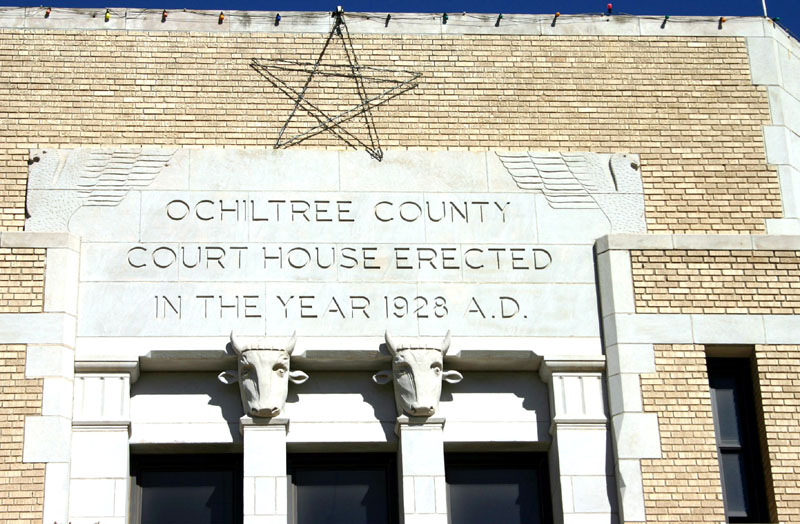 OCHILTREE COUNTY
COURT HOUSE ERECTED
IN THE YEAR 1928 A.D.